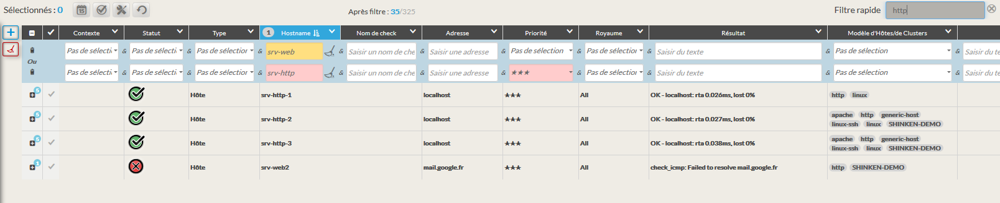 Sélectionnés : 0 15 Après filtre : 35/325 Filtre rapide http
Contexte Statut Type 1 Hostname Nom de check Adresse Priorité Royaume Résultat Modèle d'Hôtes/de Clusters
Pas de sélectio & Pas de sélecti & Pas de sélection & srv-web & Saisir un nom de che & Saisir une adresse & Pas de sélection & Pas de sélection & Saisir du texte & Pas de sélection & Saisir du te
Ou
Pas de sélectio & Pas de sélecti & Pas de sélection & srv-http & Saisir un nom de che & Saisir une adresse & ★★★ & Pas de sélection & Saisir du texte & Pas de sélection & Saisir du te
5 Hôte srv-http-1 localhost ★★★ All OK - localhost: rta 0.026ms, lost 0% http linux
5 Hôte srv-http-2 localhost ★★★ All OK - localhost: rta 0.027ms, lost 0% apache http generic-host
linux-ssh linux SHINKEN-DEMO
5 Hôte srv-http-3 localhost ★★★ All OK - localhost: rta 0.038ms, lost 0% apache http generic-host
linux-ssh linux SHINKEN-DEMO
1 Hôte srv-web2 mail.google.fr ★★★ All check_icmp: Failed to resolve mail.google.fr http SHINKEN-DEMO